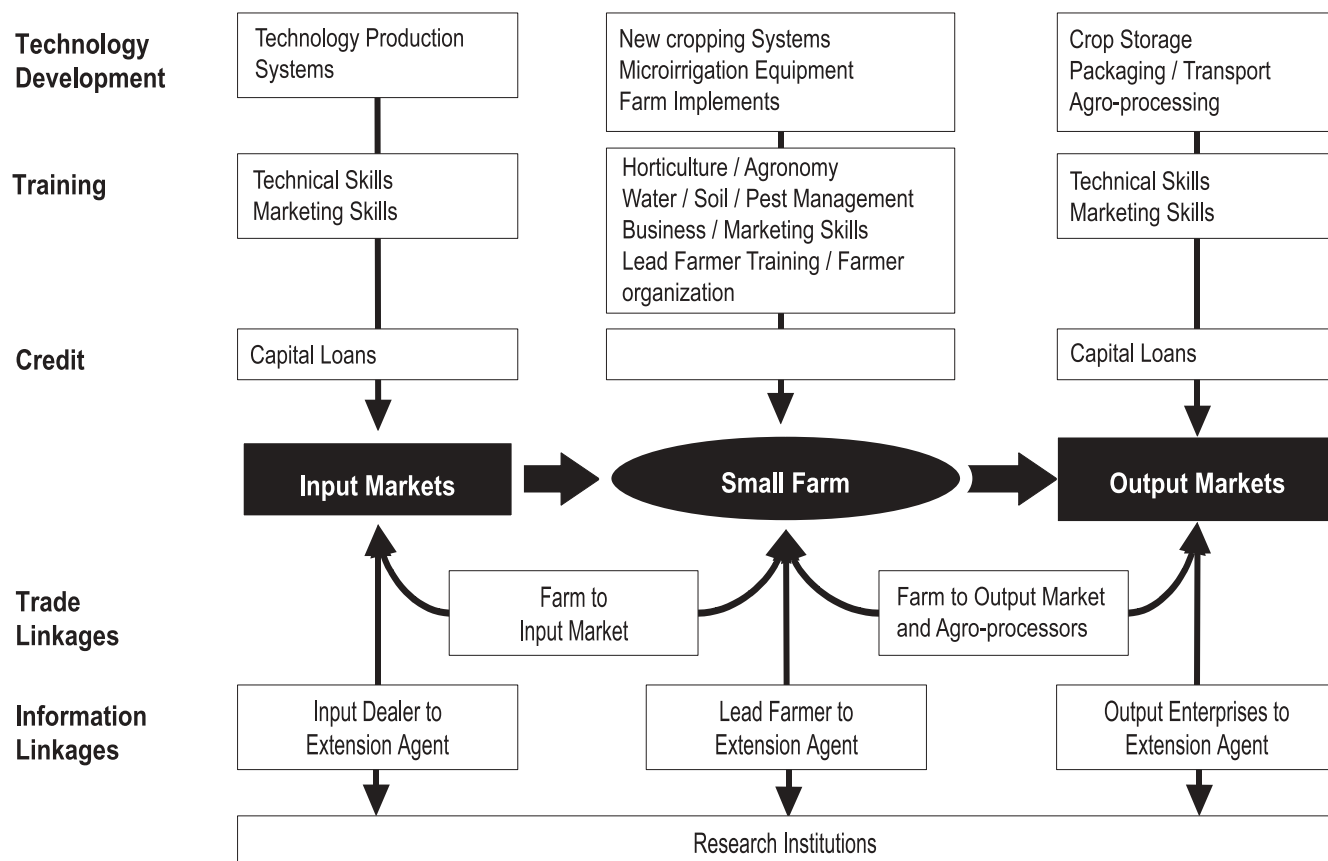 Technology
Development
Technology Production
Systems
New cropping Systems
Microirrigation Equipment
Farm Implements
Crop Storage
Packaging / Transport
Agro-processing
Training
Technical Skills
Marketing Skills
Horticulture / Agronomy
Water / Soil / Pest Management
Business / Marketing Skills
Lead Farmer Training / Farmer
organization
Technical Skills
Marketing Skills
Credit
Capital Loans
Capital Loans
Input Markets
Small Farm
Output Markets
Trade
Linkages
Farm to
Input Market
Farm to Output Market
and Agro-processors
Information
Linkages
Input Dealer to
Extension Agent
Lead Farmer to
Extension Agent
Output Enterprises to
Extension Agent
Research Institutions